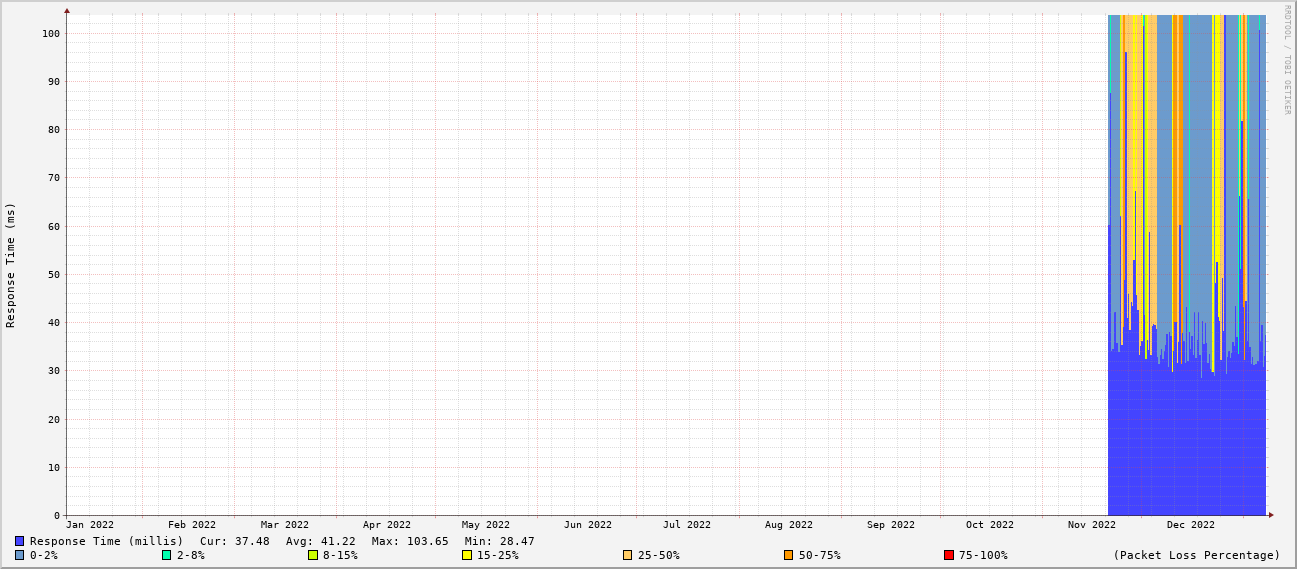 RRDTOOL / TOBI OETIKER
Response Time (ms)
100
90
80
70
60
50
40
30
20
10
0
Jan 2022 Feb 2022 Mar 2022 Apr 2022 May 2022 Jun 2022 Jul 2022 Aug 2022 Sep 2022 Oct 2022 Nov 2022 Dec 2022
Response Time (millis) Cur: 37.48 Avg: 41.22 Max: 103.65 Min: 28.47
0-2% 2-8% 8-15% 15-25% 25-50% 50-75% 75-100% (Packet Loss Percentage)